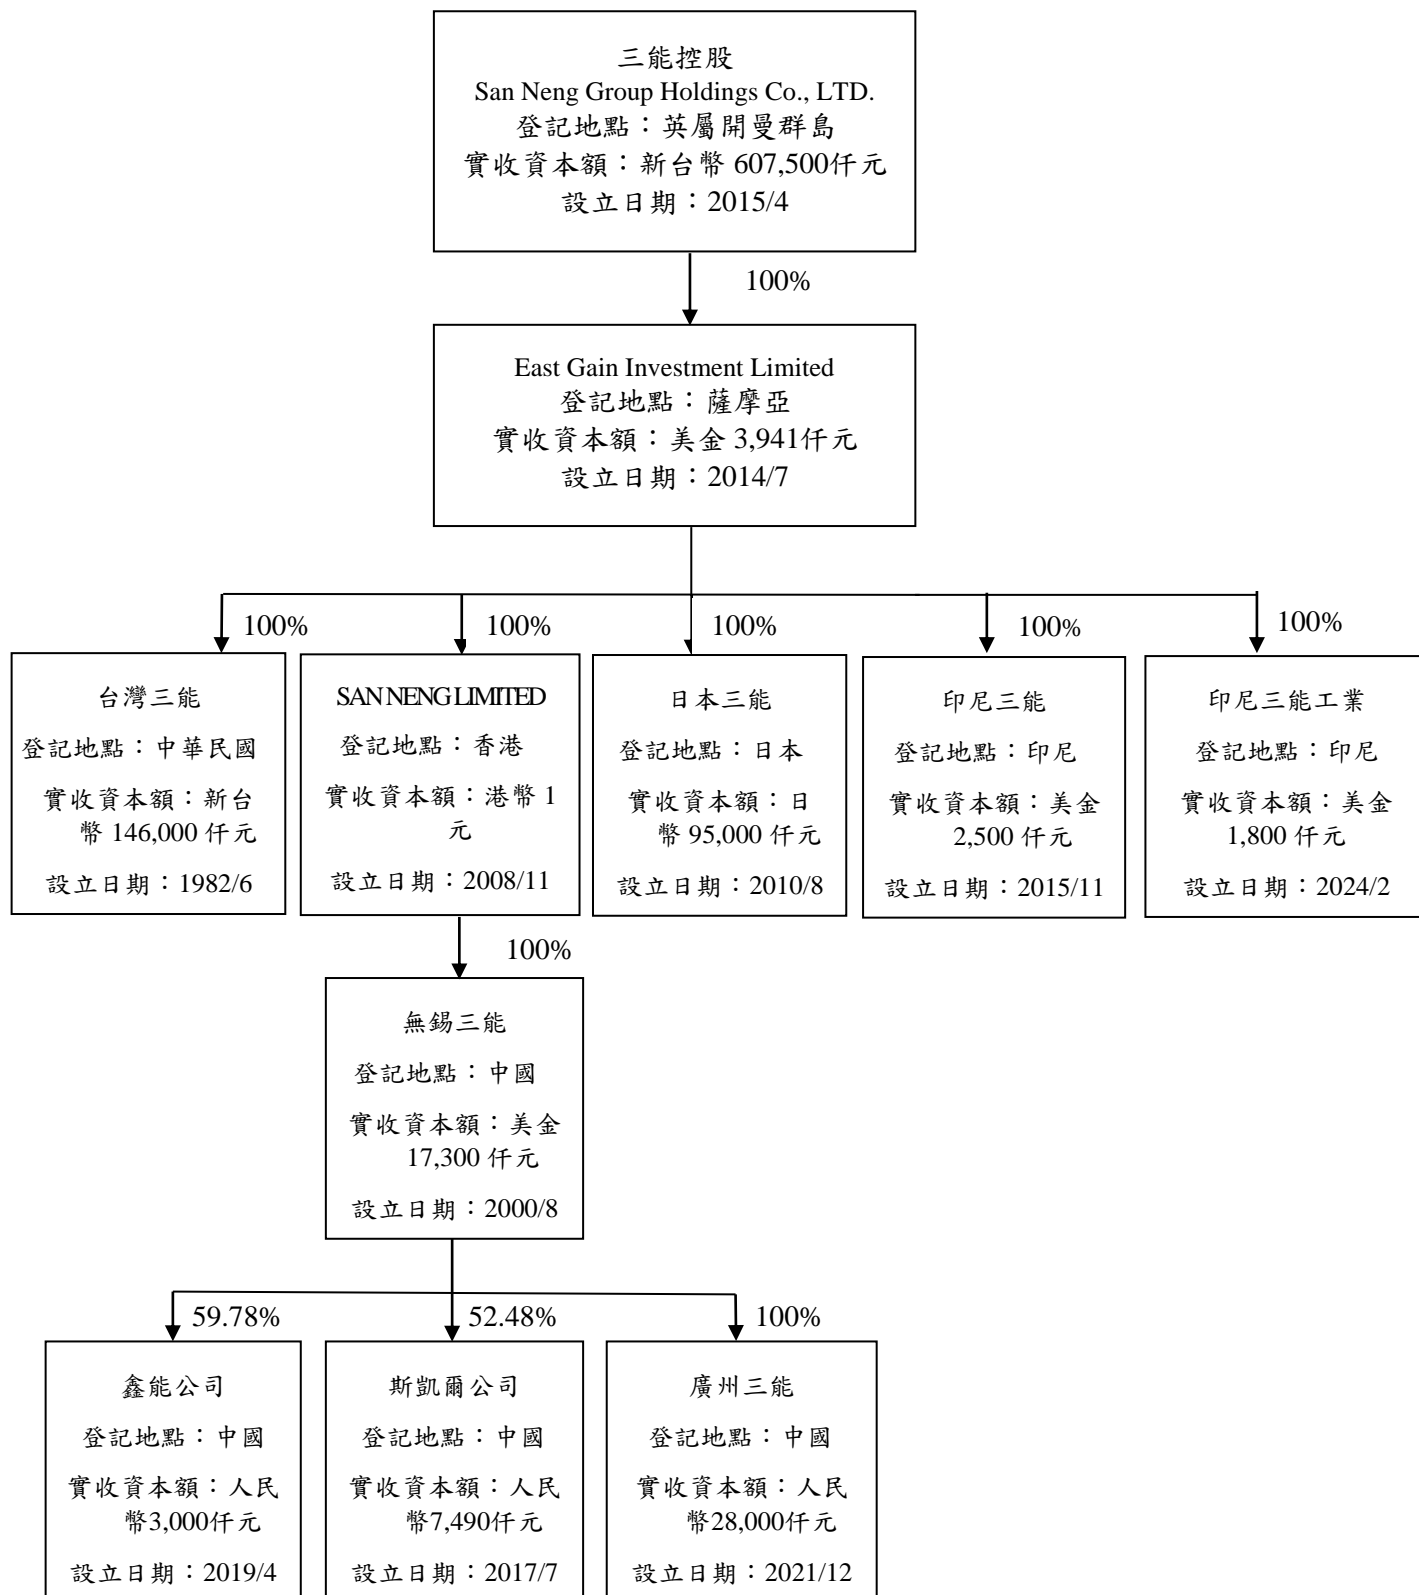 三能控股
San Neng Group Holdings Co., LTD.
登記地點：英屬開曼群島
實收資本額：新台幣 607,500仟元
設立日期：2015/4
100%
East Gain Investment Limited
登記地點：薩摩亞
實收資本額：美金 3,941仟元
設立日期：2014/7
100%
100%
100%
100%
100%
台灣三能
登記地點：中華民國
實收資本額：新台
幣 146,000 仟元
設立日期：1982/6
SAN NENG LIMITED
登記地點：香港
實收資本額：港幣 1
元
設立日期：2008/11
日本三能
登記地點：日本
實收資本額：日
幣 95,000 仟元
設立日期：2010/8
印尼三能
登記地點：印尼
實收資本額：美金
2,500 仟元
設立日期：2015/11
印尼三能工業
登記地點：印尼
實收資本額：美金
1,800 仟元
設立日期：2024/2
100%
無錫三能
登記地點：中國
實收資本額：美金
17,300 仟元
設立日期：2000/8
59.78%
52.48%
100%
鑫能公司
登記地點：中國
實收資本額：人民
幣3,000仟元
設立日期：2019/4
斯凱爾公司
登記地點：中國
實收資本額：人民
幣7,490仟元
設立日期：2017/7
廣州三能
登記地點：中國
實收資本額：人民
幣28,000仟元
設立日期：2021/12